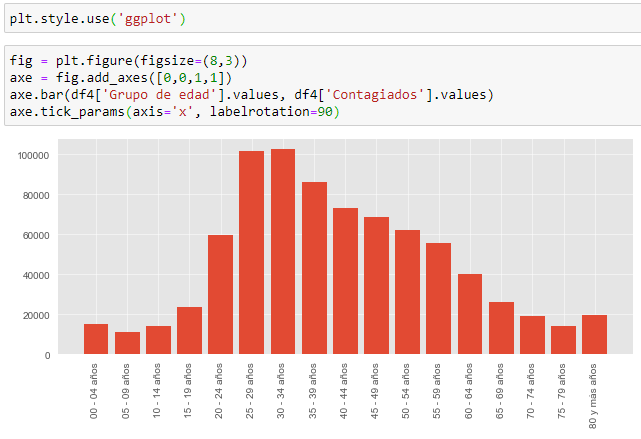 plt.style.use('ggplot')
fig = plt.figure(figsize=(8,3))
axe = fig.add_axes([0,0,1,1])
axe.bar(df4['Grupo de edad'].values, df4['Contagiados'].values)
axe.tick_params(axis='x', labelrotation=90)
100000
80000
60000
40000
20000
0
00 - 04 años
05 - 09 años
10 - 14 años
15 - 19 años
20 - 24 años
25 - 29 años
30 - 34 años
35 - 39 años
40 - 44 años
45 - 49 años
50 - 54 años
55 - 59 años
60 - 64 años
65 - 69 años
70 - 74 años
75 - 79 años
80 y más años